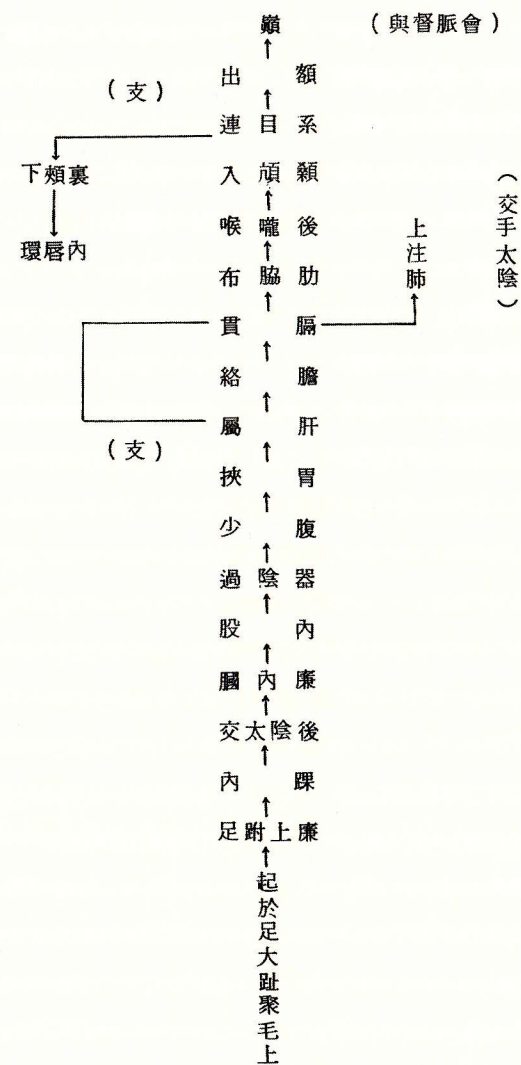 巔 (與督脈會)
出額
(支)
連目系
下頰裏
入頏顙
(交手太陰)
喉嚨後
上注肺
環唇內
布脇肋
貫膈
絡膽
屬肝
(支)
挾胃
少腹
過陰器
股內
膕內廉
交太陰後
內踝
足跗上廉
起於足大趾聚毛上